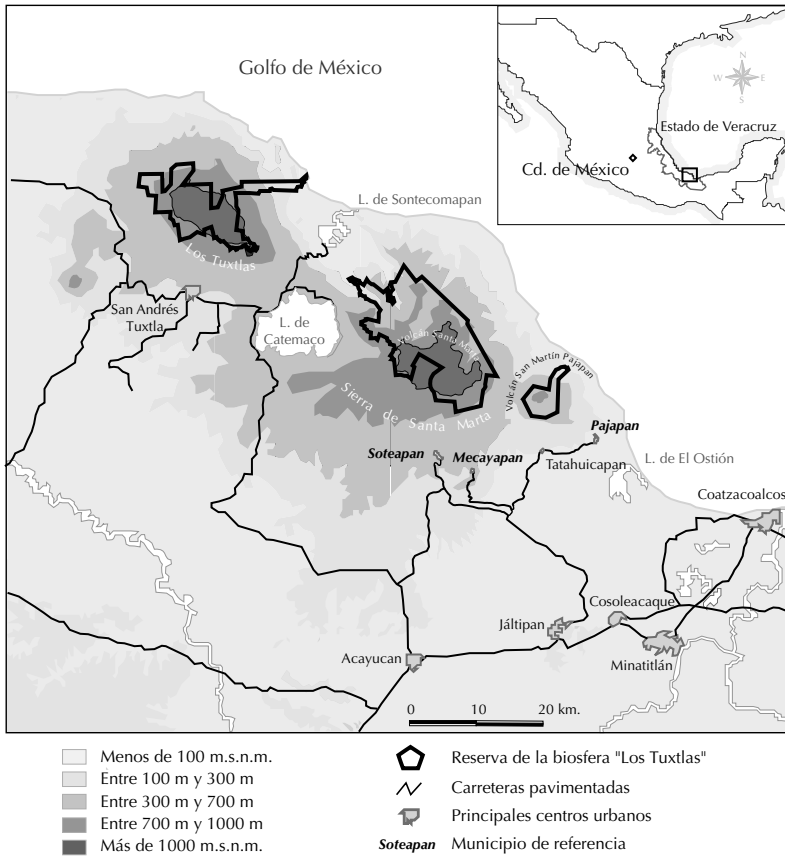 Golfo de México
N
W E
S
Estado de Veracruz
Cd. de México
L. de Sontecomapan
Los Tuxtlas
San Andrés
Tuxtla
L. de
Catemaco
Volcán Santa Marta
Sierra de Santa Marta
Volcán San Martín Pajapan
Pajapan
Soteapan
Mecayapan
Tatahuicapan
L. de El Ostión
Coatzacoalcos
Cosoleacaque
Jáltipan
Minatitlán
Acayucan
0 10 20 km.
Menos de 100 m.s.n.m.
Entre 100 m y 300 m
Entre 300 m y 700 m
Entre 700 m y 1000 m
Más de 1000 m.s.n.m.
Reserva de la biosfera "Los Tuxtlas"
Carreteras pavimentadas
Principales centros urbanos
Soteapan Municipio de referencia